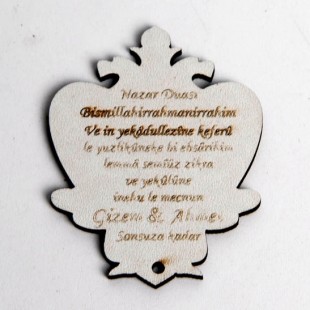 Nazar Duası
Bismillahirrahmanirrahim
Ve in yekâdullezîne keferû
le yuzlikûneke bi ebsârihim
lemmâ semiûz zikra
ve yekûlûne
innehu le mecnun
Gizem & Ahmet
Sonsuza kadar